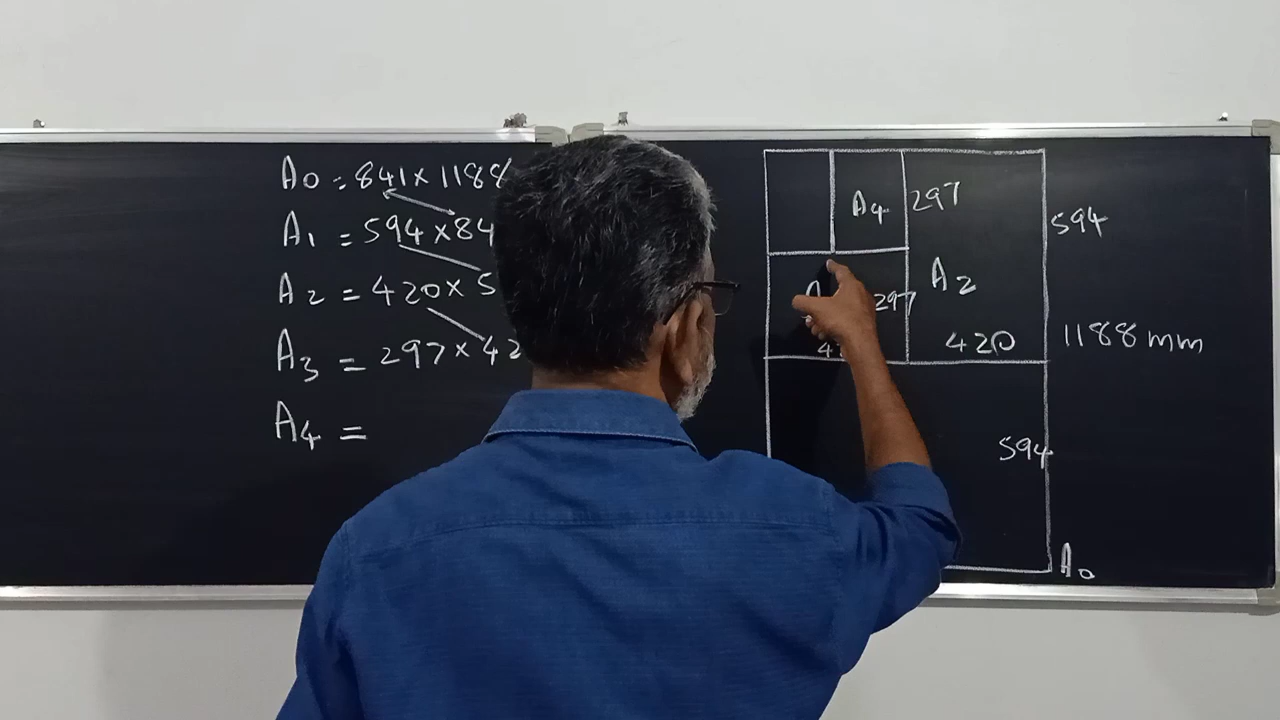 A0 = 841 × 1188
A1 = 594 × 84
A2 = 420 × 5
A3 = 297 × 42
A4 =
A4
297
594
A2
297
420
1188 mm
594
A0